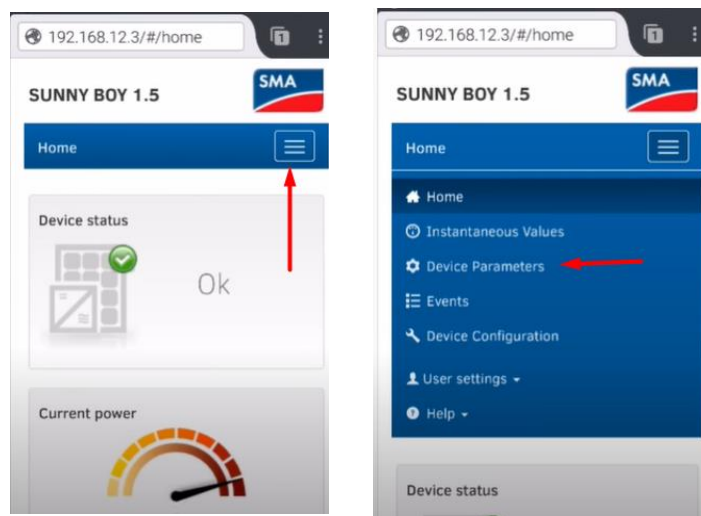 192.168.12.3/#/home
1
SUNNY BOY 1.5
SMA
Home
Device status
Ok
Current power
192.168.12.3/#/home
1
SUNNY BOY 1.5
SMA
Home
Home
Instantaneous Values
Device Parameters
Events
Device Configuration
User settings
Help
Device status